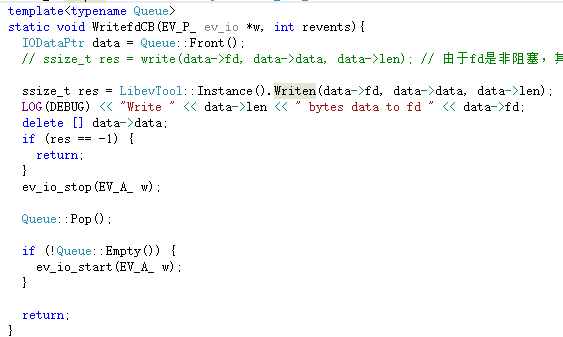 template<typename Queue>
static void WritefdCB(EV_P_ ev_io *w, int revents){
IODataPtr data = Queue::Front();
// ssize_t res = write(data->fd, data->data, data->len); // 由于fd是非阻塞，
ssize_t res = LibevTool::Instance().Writen(data->fd, data->data, data->len);
LOG(DEBUG) << "Write " << data->len << " bytes data to fd " << data->fd;
delete [] data->data;
if (res == -1) {
return;
}
ev_io_stop(EV_A_ w);
Queue::Pop();
if (!Queue::Empty()) {
ev_io_start(EV_A_ w);
}
return;
}